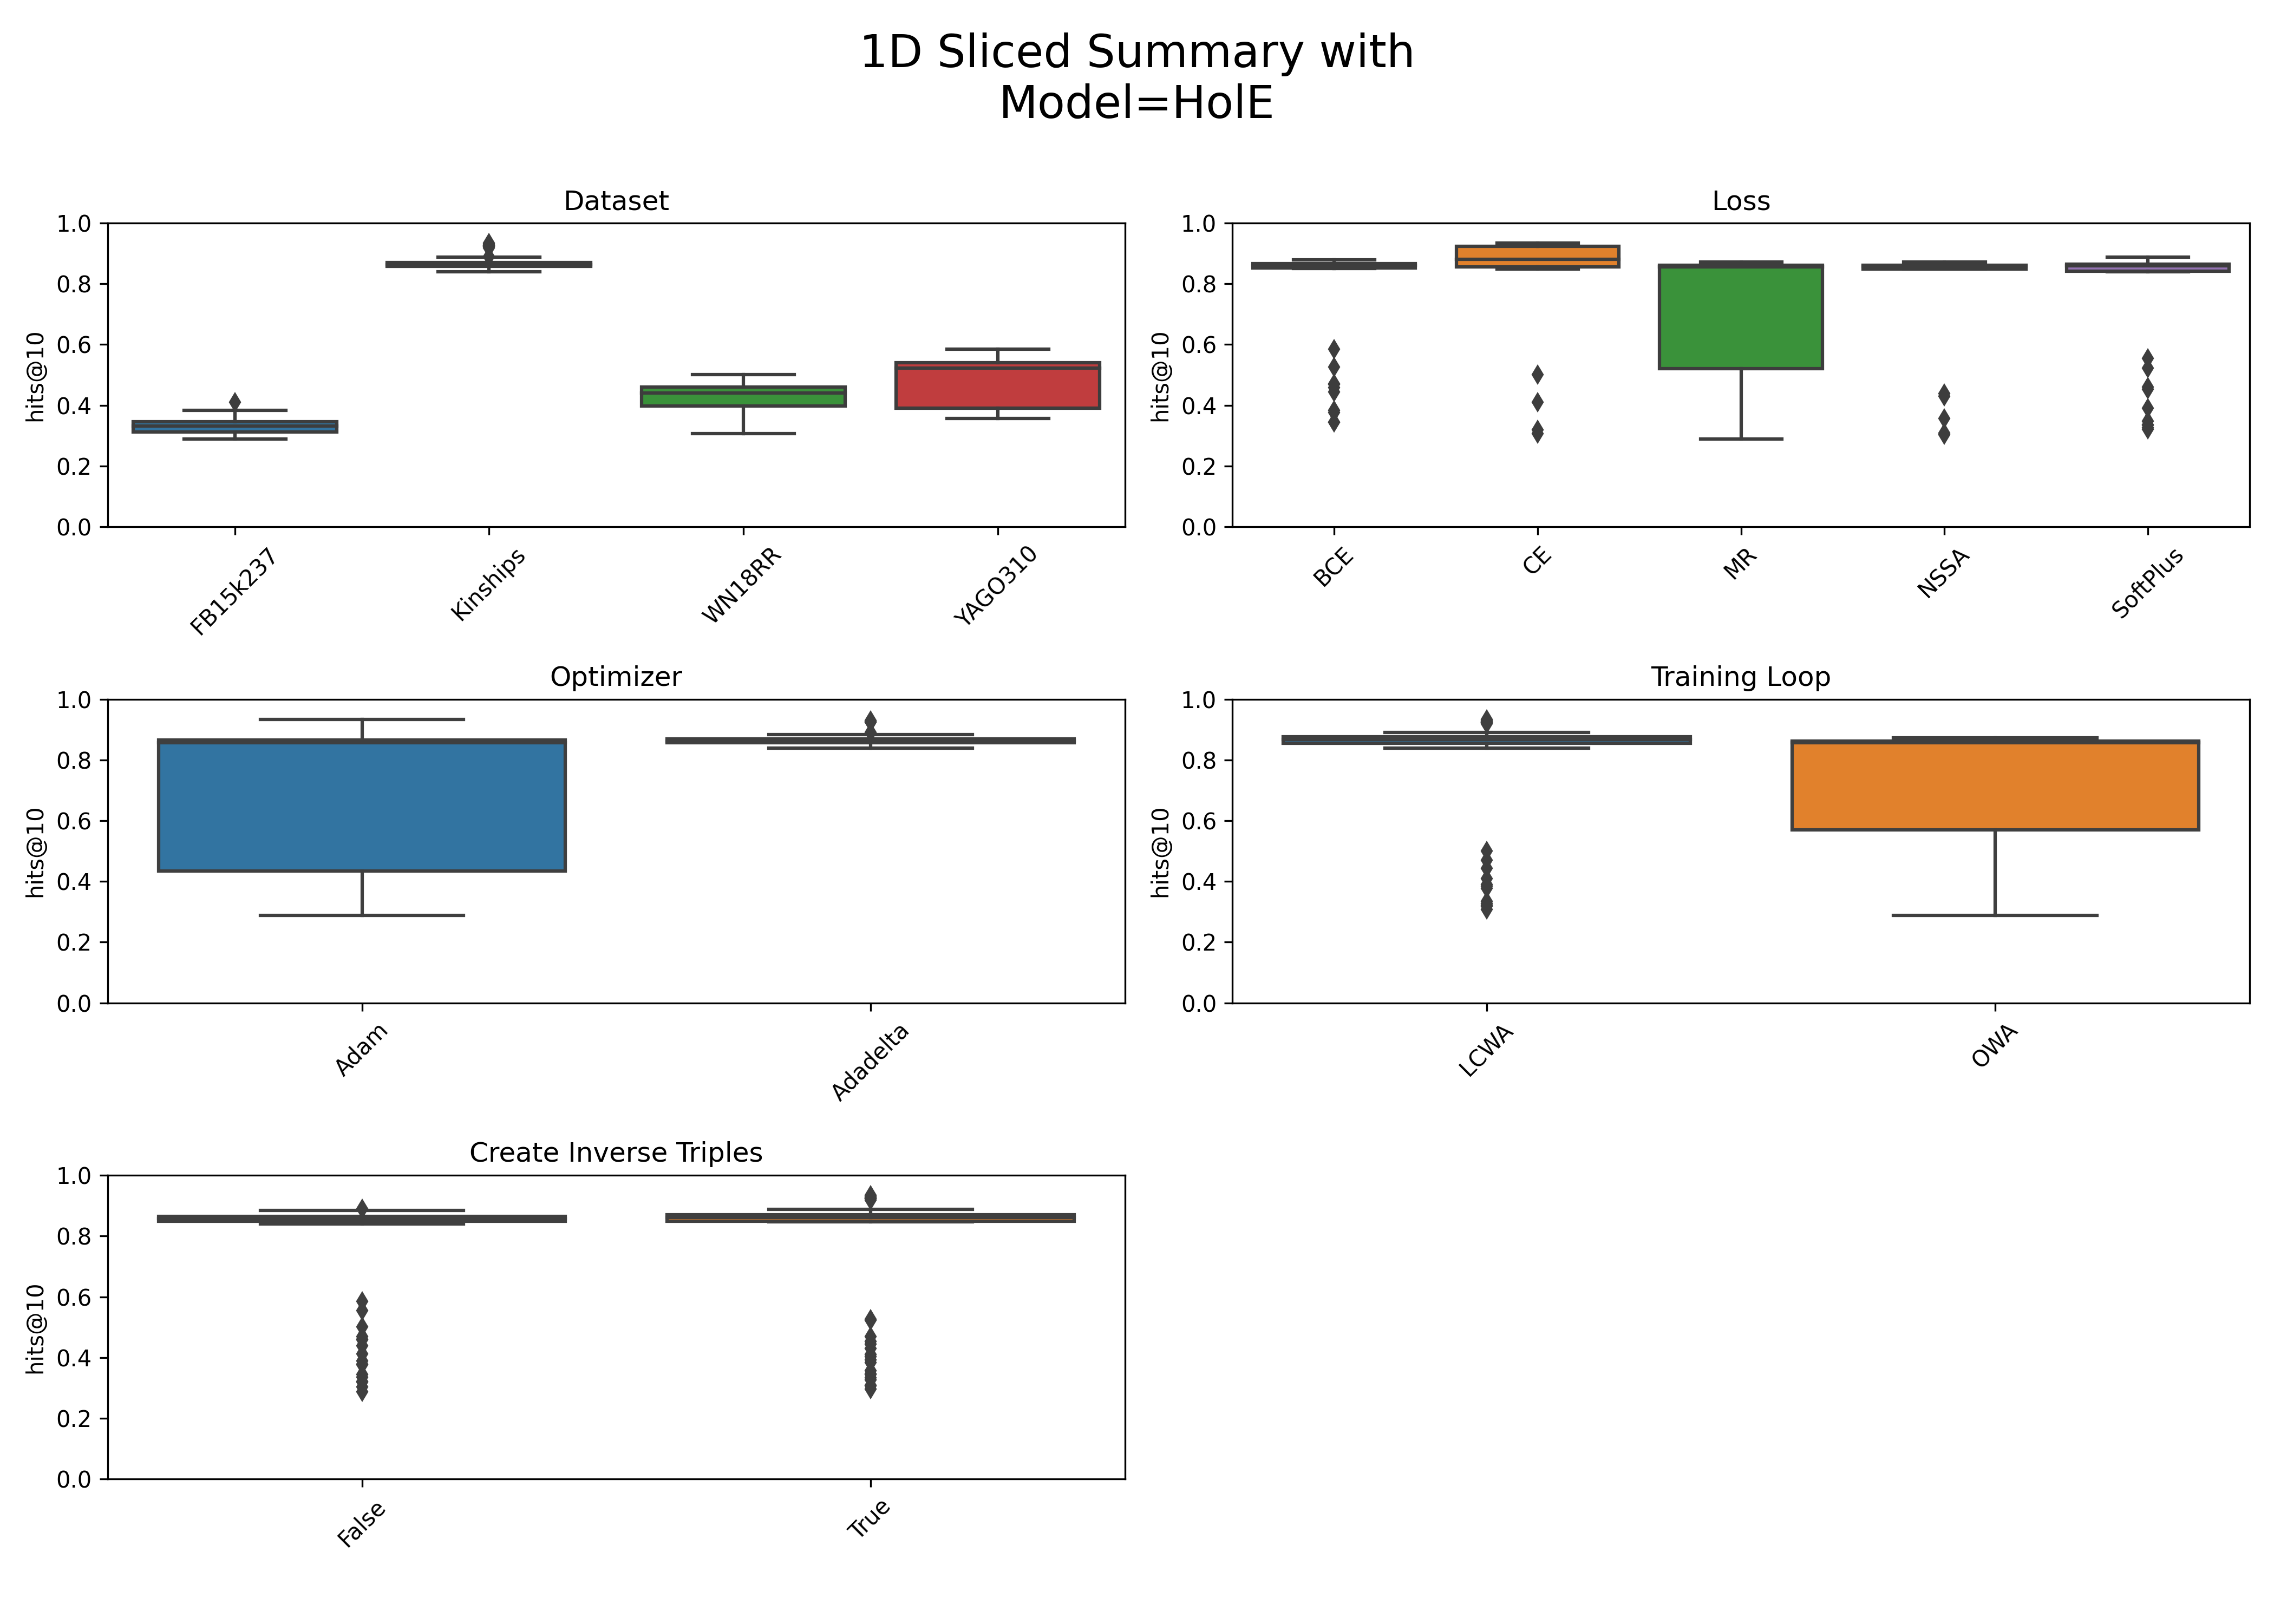 1D Sliced Summary with
Model=HolE
Dataset
hits@10
1.0
0.8
0.6
0.4
0.2
0.0
FB15k237
Kinships
WN18RR
YAGO310
Loss
hits@10
1.0
0.8
0.6
0.4
0.2
0.0
BCE
CE
MR
NSSA
SoftPlus
Optimizer
hits@10
1.0
0.8
0.6
0.4
0.2
0.0
Adam
Adadelta
Training Loop
hits@10
1.0
0.8
0.6
0.4
0.2
0.0
LCWA
OWA
Create Inverse Triples
hits@10
1.0
0.8
0.6
0.4
0.2
0.0
False
True